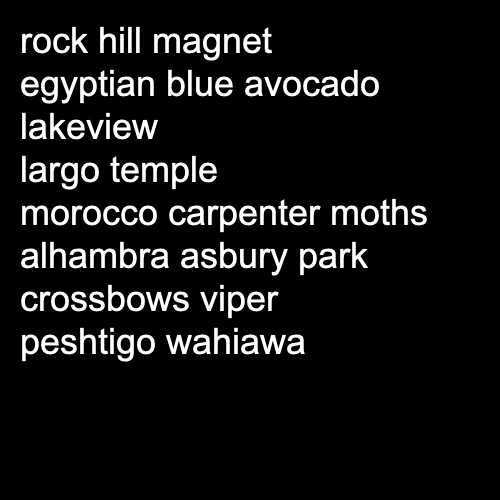 rock hill magnet
egyptian blue avocado
lakeview
largo temple
morocco carpenter moths
alhambra asbury park
crossbows viper
peshtigo wahiawa